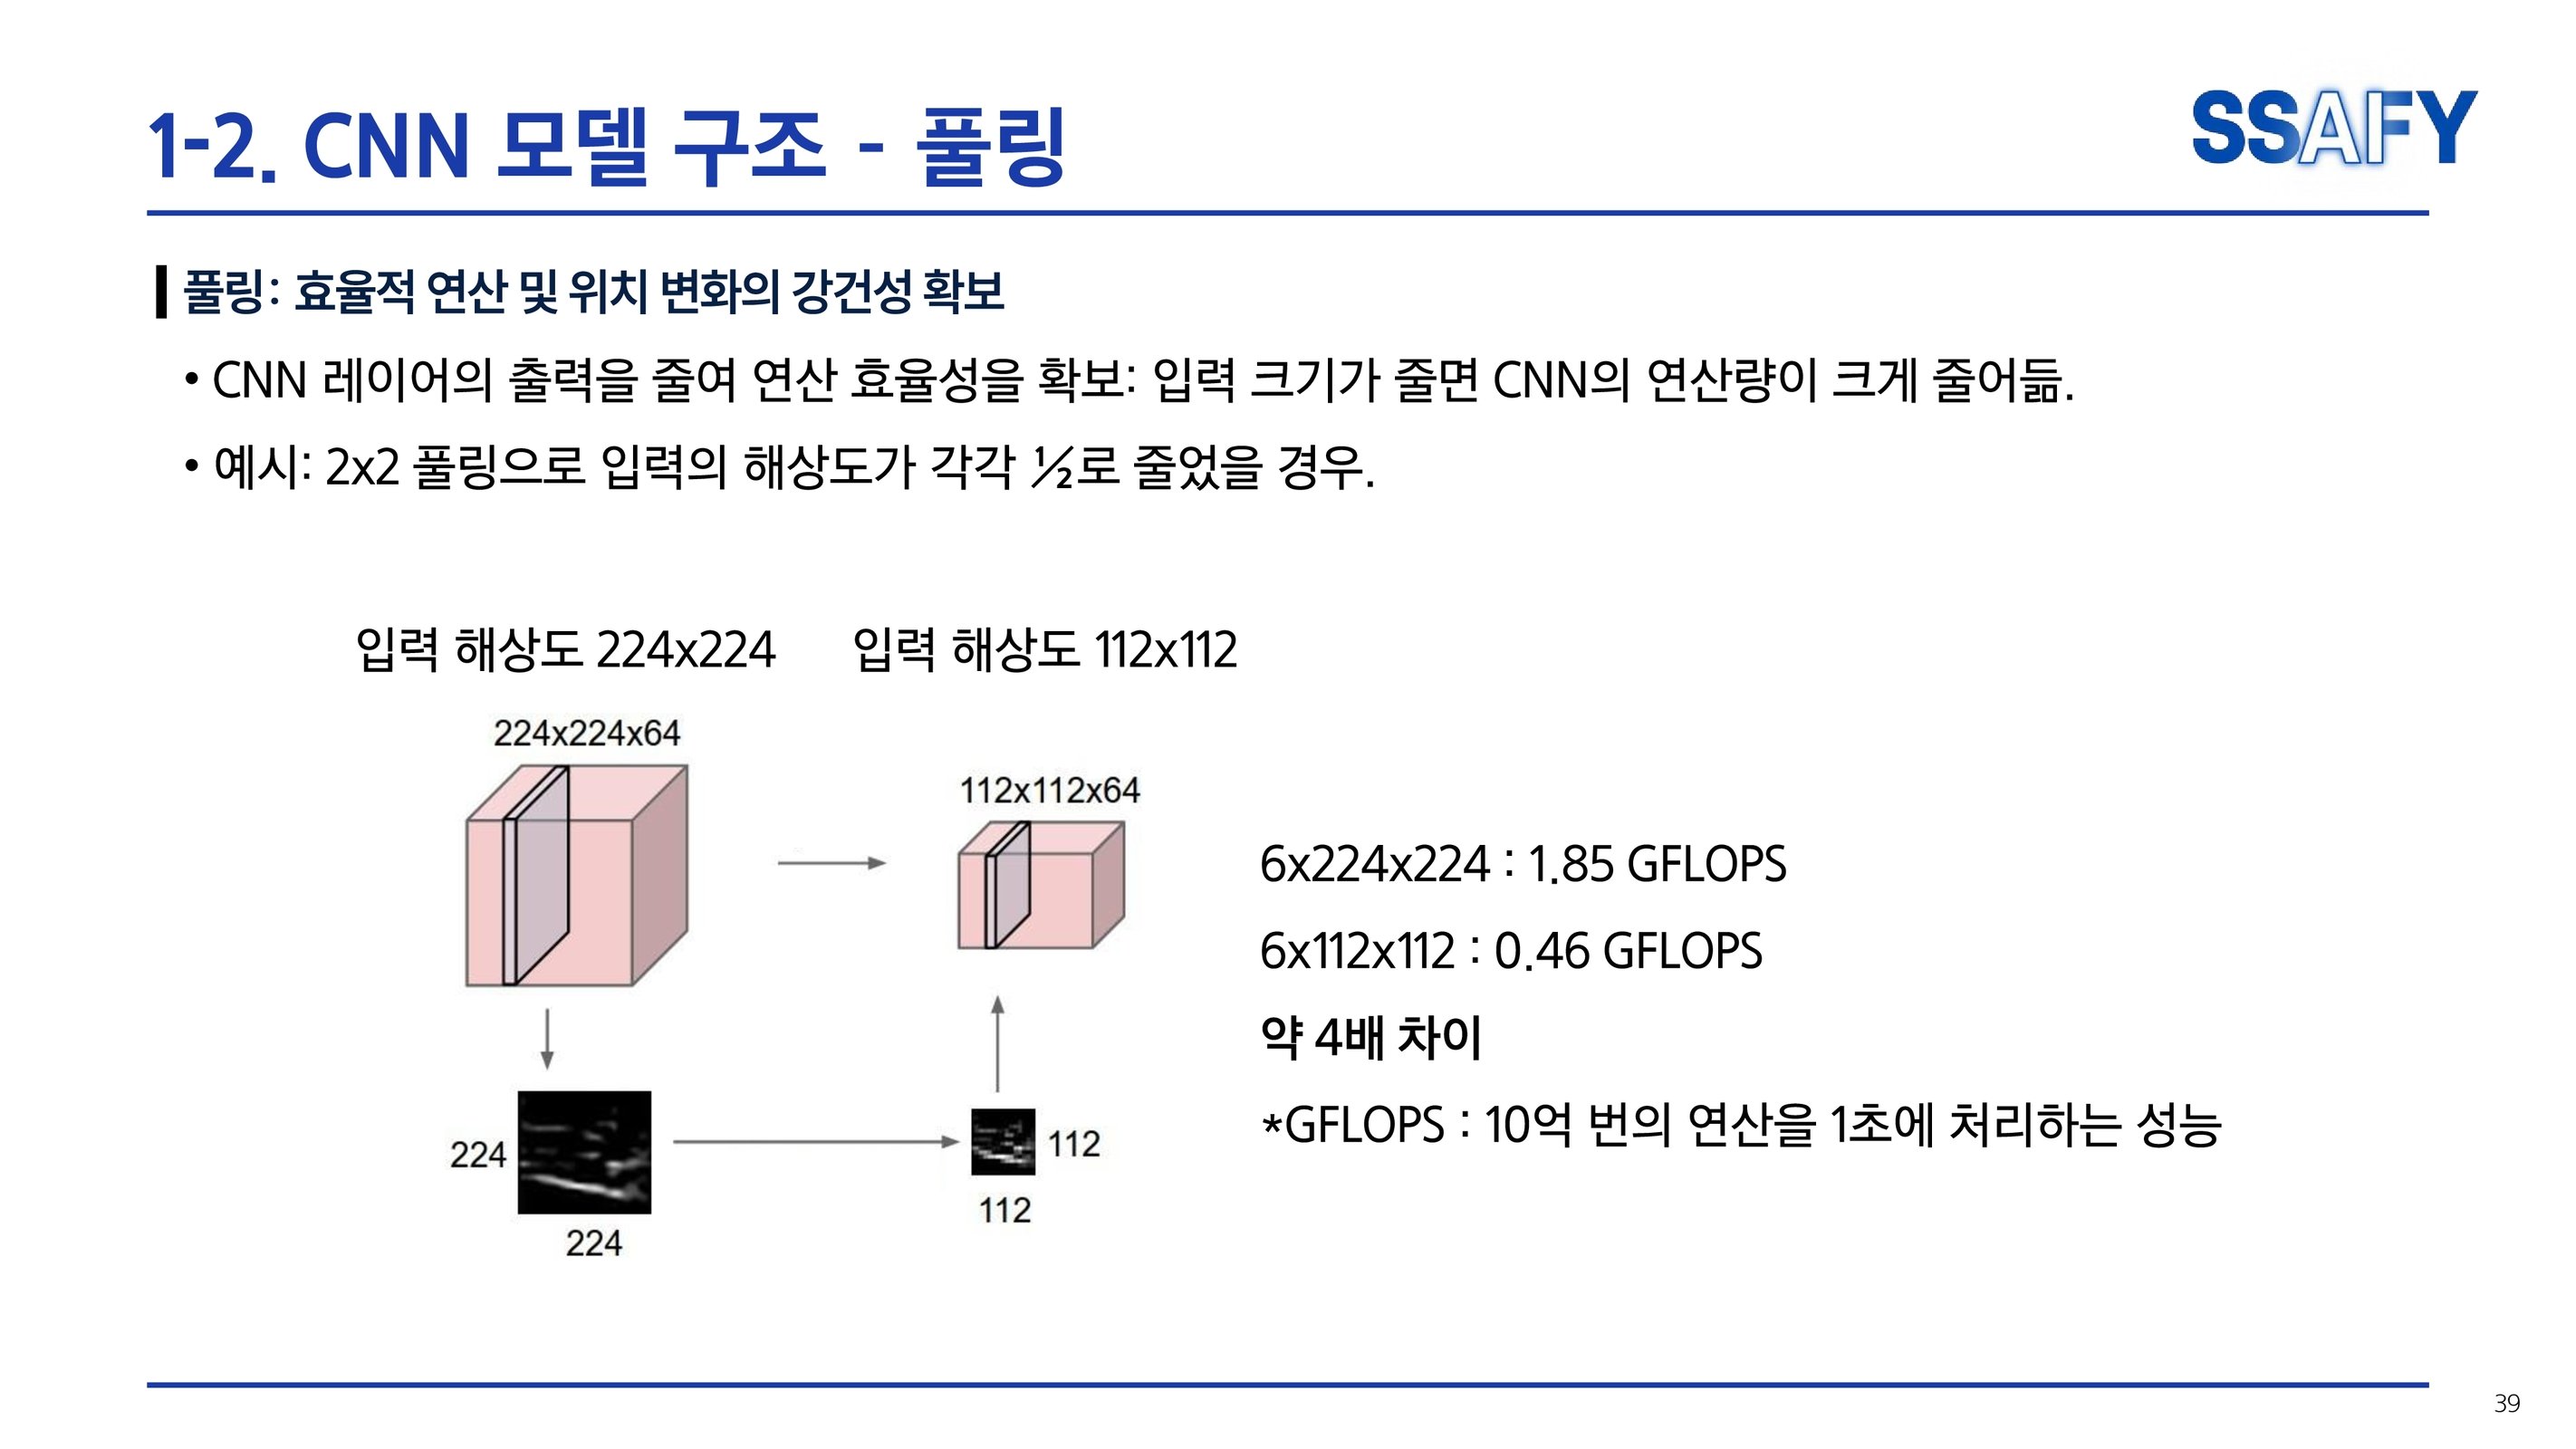 1-2. CNN 모델 구조 - 풀링
SSAFY
풀링: 효율적 연산 및 위치 변화의 강건성 확보
• CNN 레이어의 출력을 줄여 연산 효율성을 확보: 입력 크기가 줄면 CNN의 연산량이 크게 줄어듦.
• 예시: 2x2 풀링으로 입력의 해상도가 각각 ½로 줄었을 경우.
입력 해상도 224x224
입력 해상도 112x112
224x224x64
112x112x64
6x224x224 : 1.85 GFLOPS
6x112x112 : 0.46 GFLOPS
약 4배 차이
*GFLOPS : 10억 번의 연산을 1초에 처리하는 성능
224
224
112
112
39